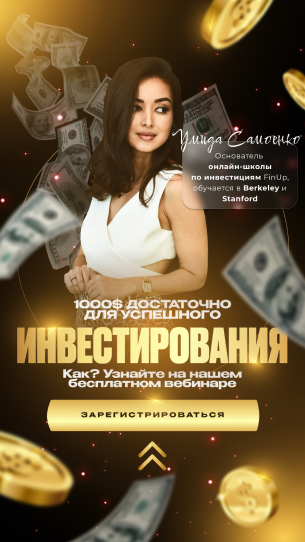 Умида Самоенко
Основатель
онлайн-школы
по инвестициям FinUp,
обучается в Berkeley и
Stanford
1000$ ДОСТАТОЧНО
ДЛЯ УСПЕШНОГО
ИНВЕСТИРОВАНИЯ
Как? Узнайте на нашем
бесплатном вебинаре
ЗАРЕГИСТРИРОВАТЬСЯ